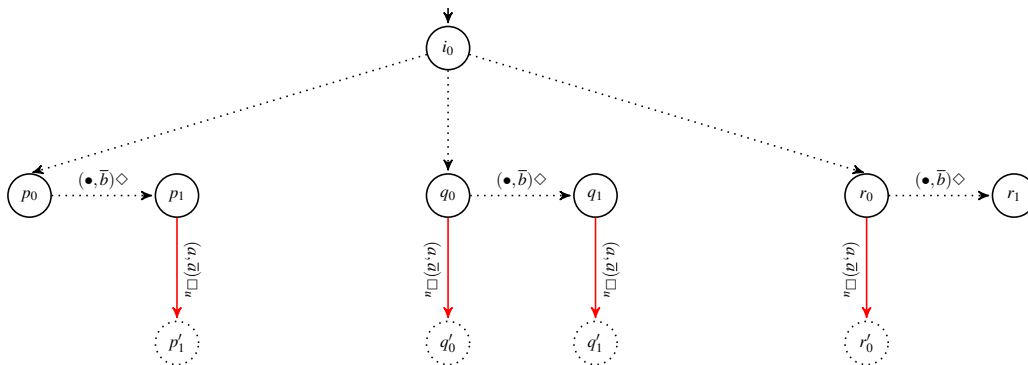 i₀
p₀ (•,b̅)◇ p₁ q₀ (•,b̅)◇ q₁ r₀ (•,b̅)◇ r₁
(a,a̅)□ᵤ (a,a̅)□ᵤ (a,a̅)□ᵤ (a,a̅)□ᵤ
p′₁ q′₀ q′₁ r′₀